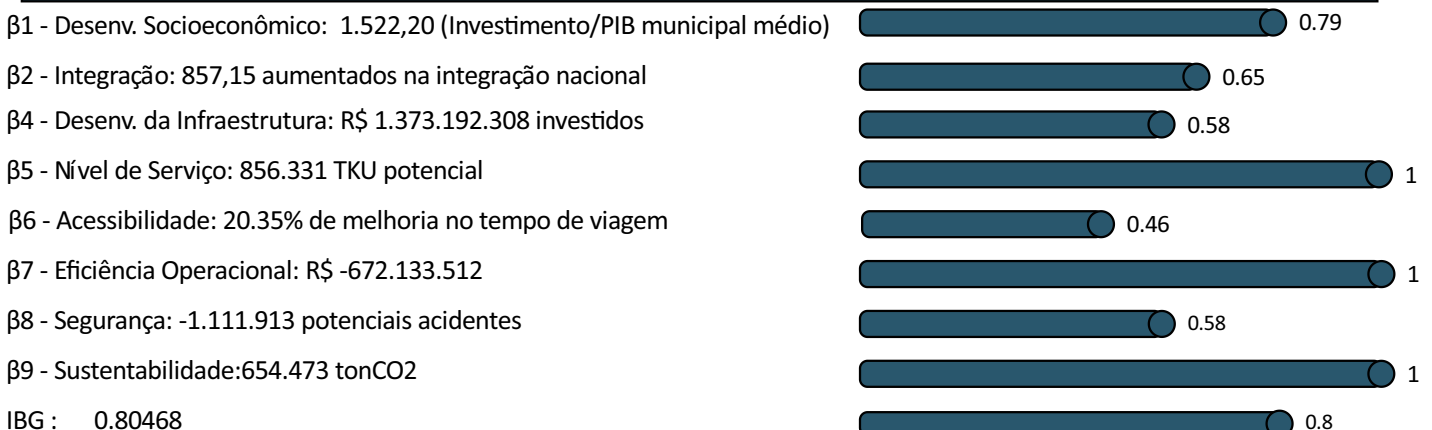 β1 - Desenv. Socioeconômico: 1.522,20 (Investimento/PIB municipal médio) 0.79
β2 - Integração: 857,15 aumentados na integração nacional 0.65
β4 - Desenv. da Infraestrutura: R$ 1.373.192.308 investidos 0.58
β5 - Nível de Serviço: 856.331 TKU potencial 1
β6 - Acessibilidade: 20.35% de melhoria no tempo de viagem 0.46
β7 - Eficiência Operacional: R$ -672.133.512 1
β8 - Segurança: -1.111.913 potenciais acidentes 0.58
β9 - Sustentabilidade:654.473 tonCO2 1
IBG : 0.80468 0.8